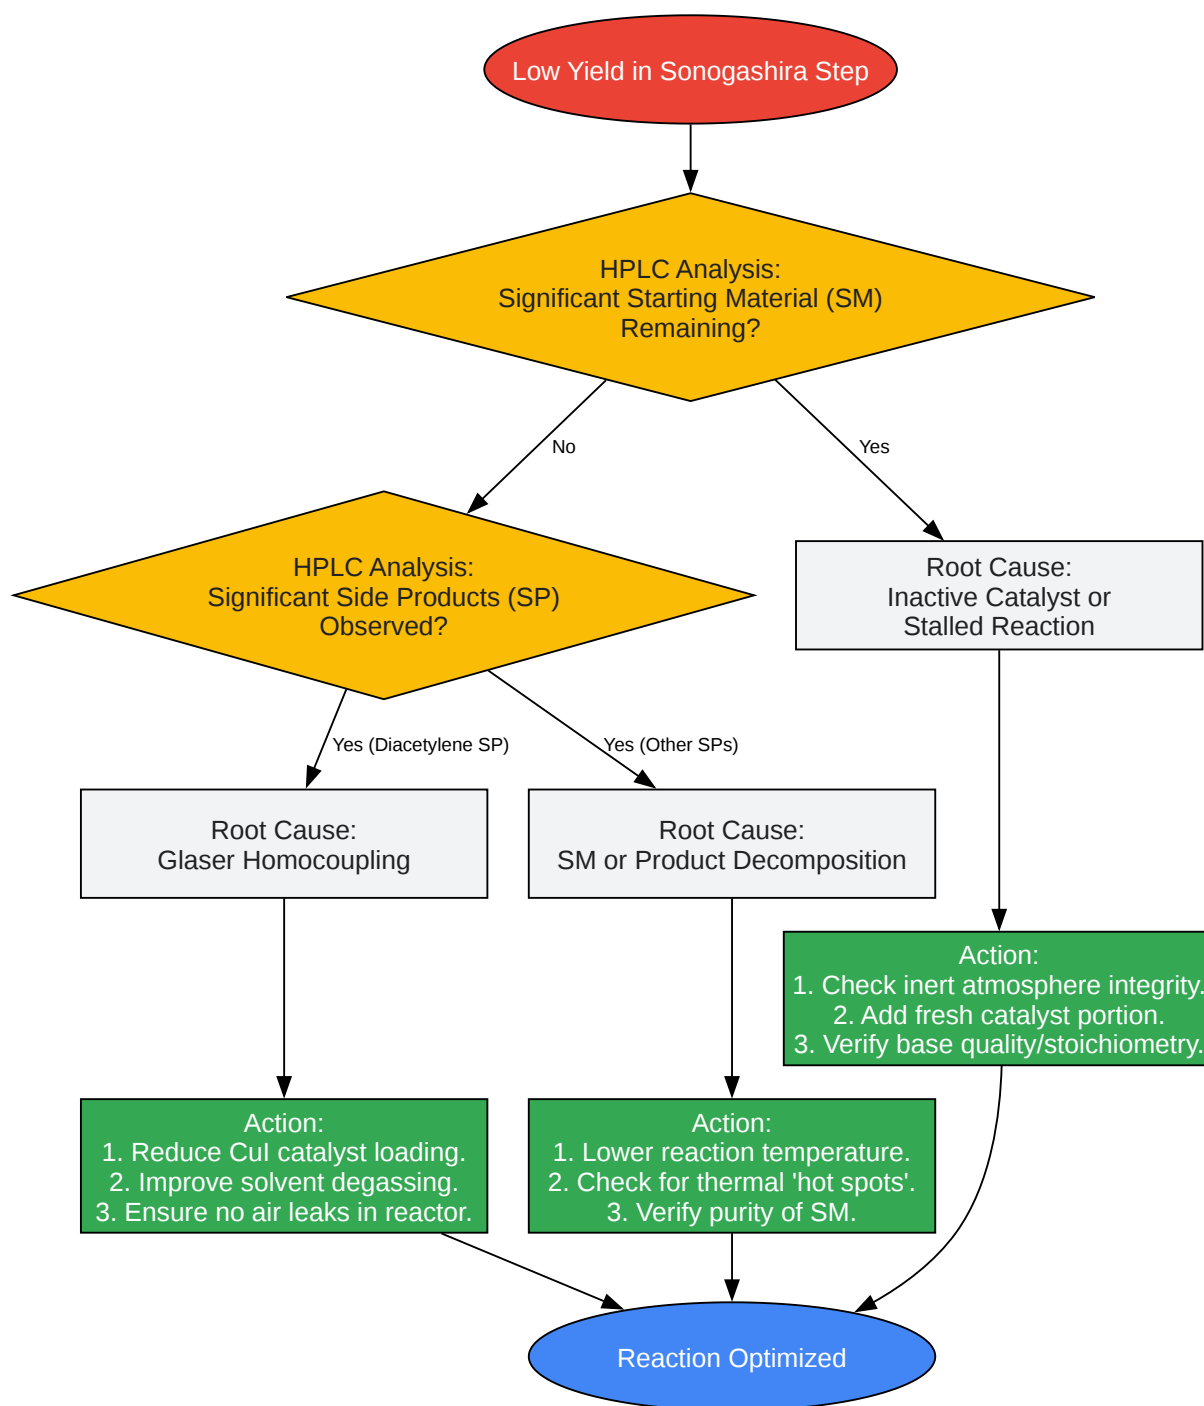 Low Yield in Sonogashira Step
HPLC Analysis:
Significant Starting Material (SM)
Remaining?
No
Yes
HPLC Analysis:
Significant Side Products (SP)
Observed?
Root Cause:
Inactive Catalyst or
Stalled Reaction
Yes (Diacetylene SP)
Yes (Other SPs)
Root Cause:
Glaser Homocoupling
Root Cause:
SM or Product Decomposition
Action:
1. Check inert atmosphere integrity.
2. Add fresh catalyst portion.
3. Verify base quality/stoichiometry.
Action:
1. Reduce CuI catalyst loading.
2. Improve solvent degassing.
3. Ensure no air leaks in reactor.
Action:
1. Lower reaction temperature.
2. Check for thermal 'hot spots'.
3. Verify purity of SM.
Reaction Optimized